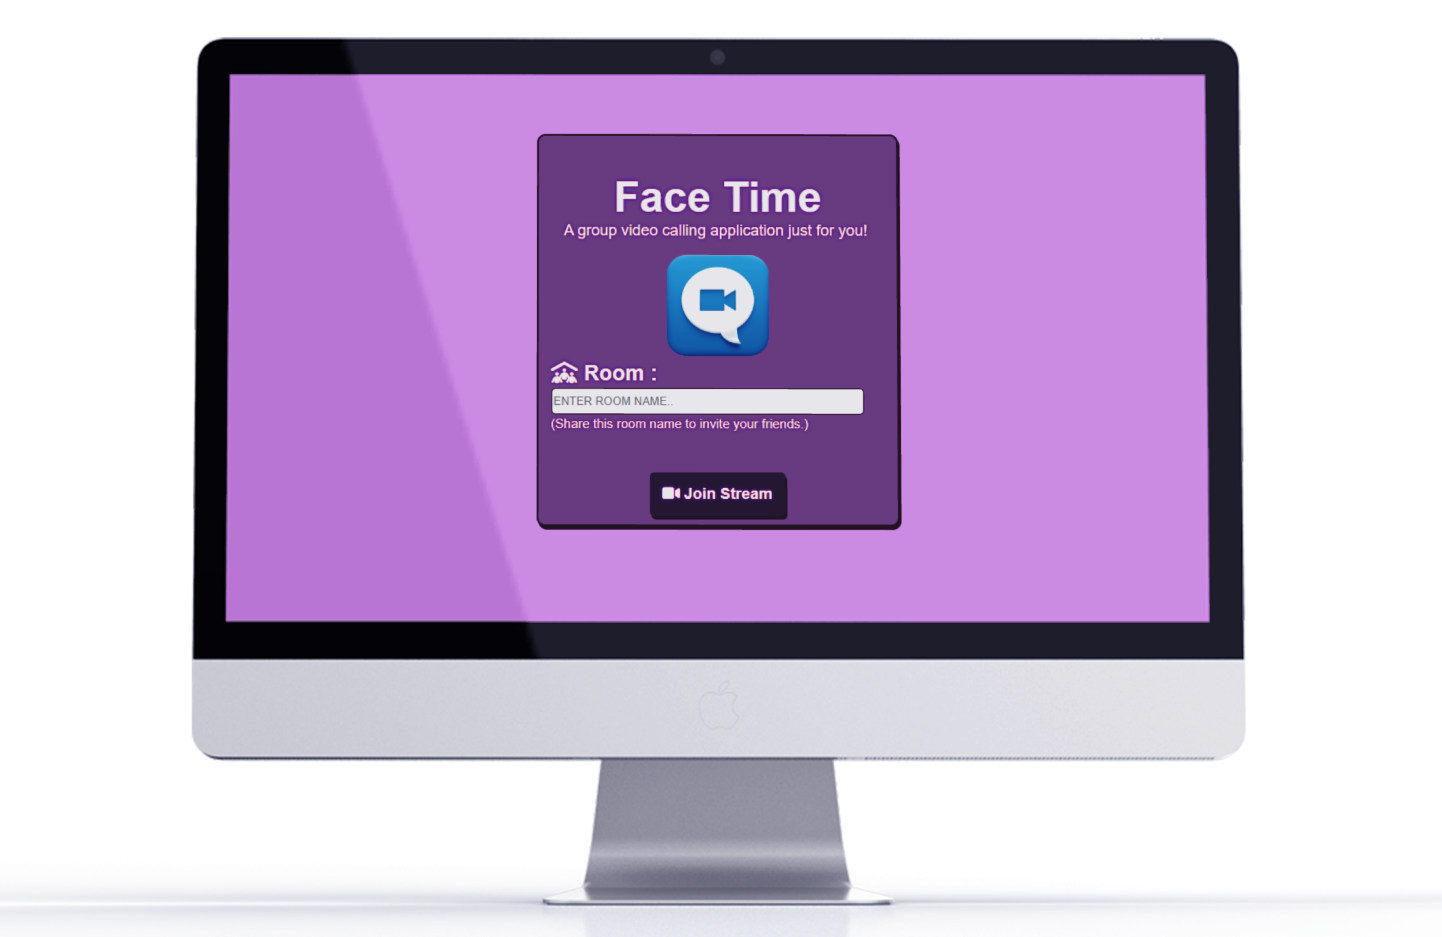 Face Time
A group video calling application just for you!
Room :
ENTER ROOM NAME..
(Share this room name to invite your friends.)
Join Stream